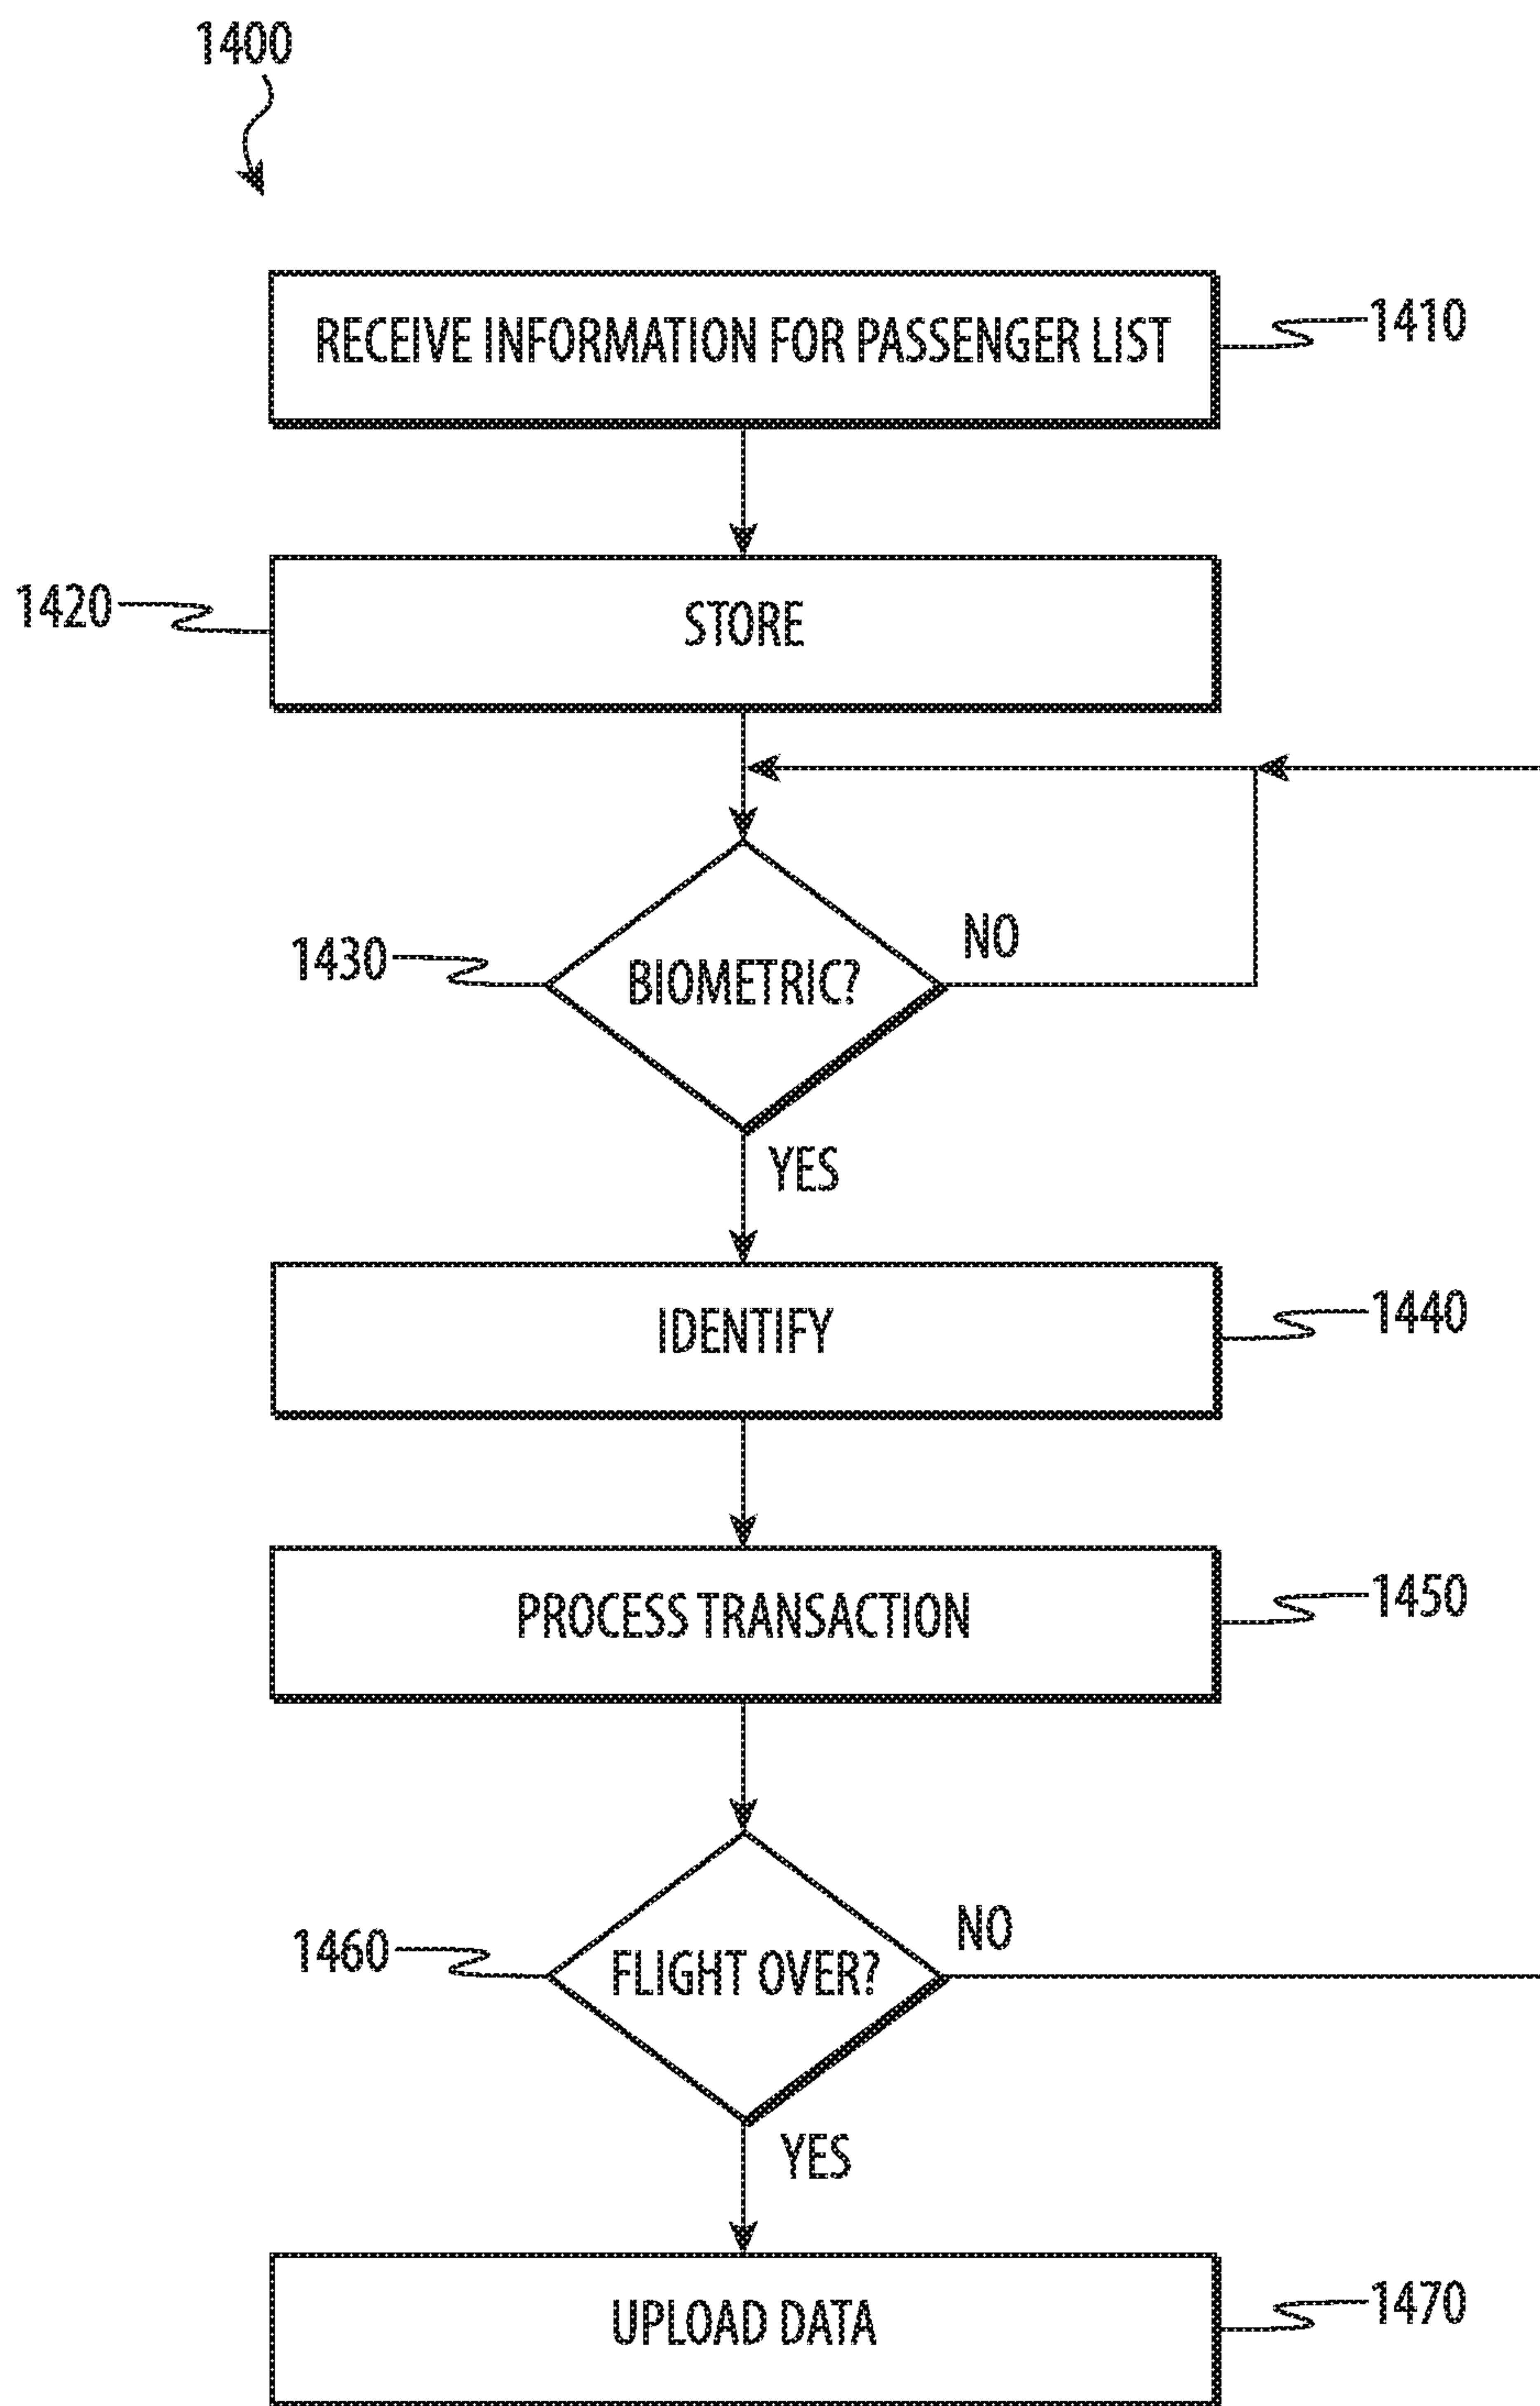 1400
RECEIVE INFORMATION FOR PASSENGER LIST
1410
1420
STORE
1430
BIOMETRIC?
NO
YES
IDENTIFY
1440
PROCESS TRANSACTION
1450
1460
FLIGHT OVER?
NO
YES
UPLOAD DATA
1470